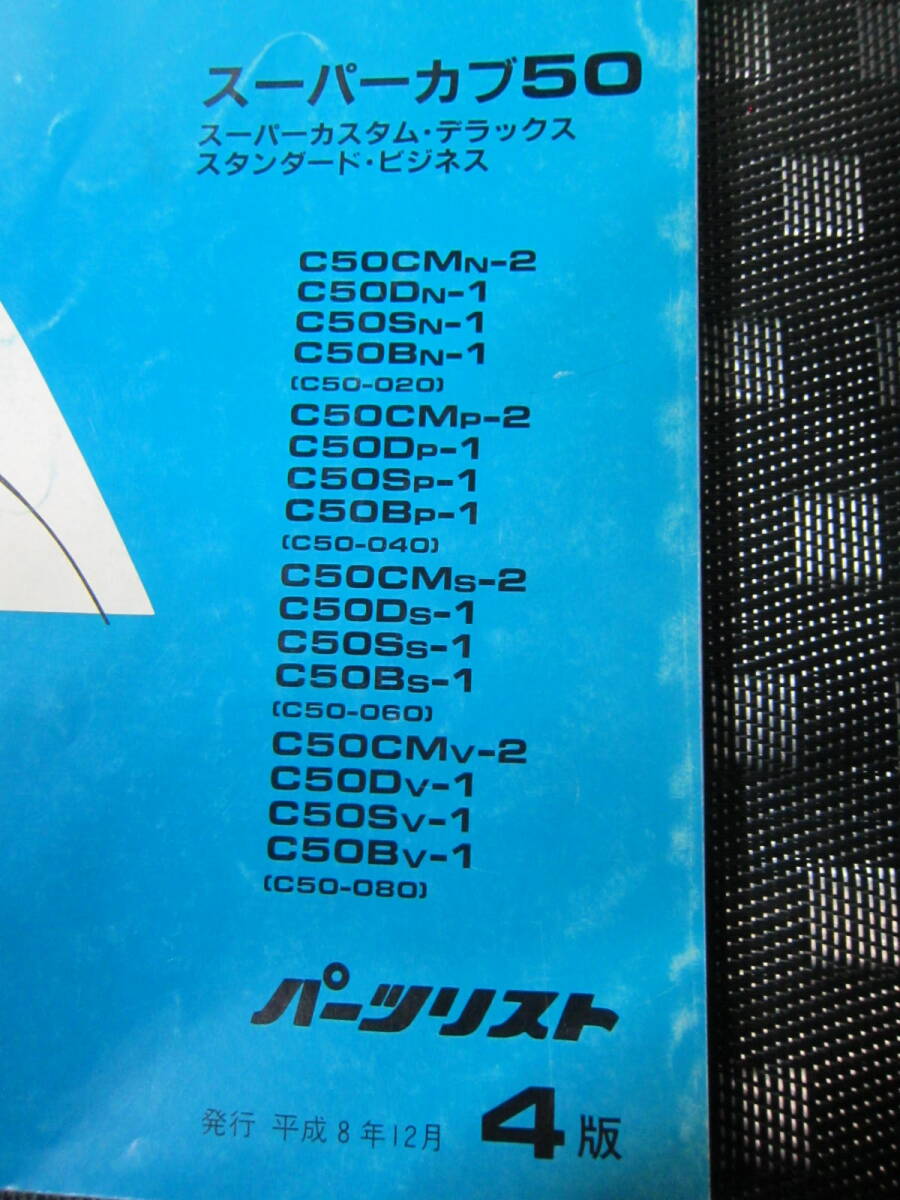 スーパーカブ50
スーパーカスタム・デラックス
スタンダード・ビジネス
C50CMN-2
C50DN-1
C50SN-1
C50BN-1
(C50-020)
C50CMP-2
C50DP-1
C50SP-1
C50BP-1
(C50-040)
C50CMS-2
C50DS-1
C50SS-1
C50BS-1
(C50-060)
C50CMV-2
C50DV-1
C50SV-1
C50BV-1
(C50-080)
パーツリスト
発行 平成8年12月 4版